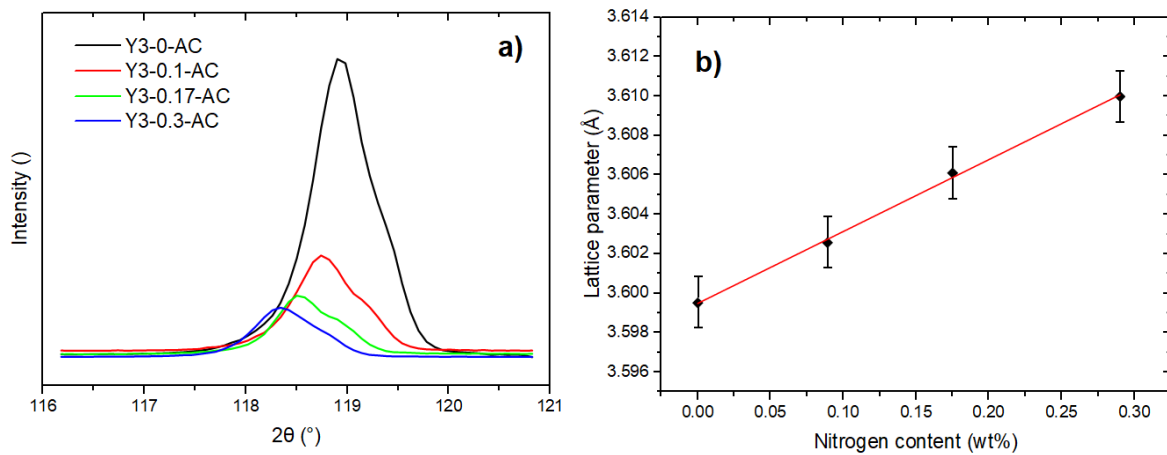 a)
Y3-0-AC
Y3-0.1-AC
Y3-0.17-AC
Y3-0.3-AC
Intensity ()
116 117 118 119 120 121
2θ (°)
b)
3.614
3.612
3.610
3.608
3.606
3.604
3.602
3.600
3.598
3.596
Lattice parameter (Å)
0.00 0.05 0.10 0.15 0.20 0.25 0.30
Nitrogen content (wt%)